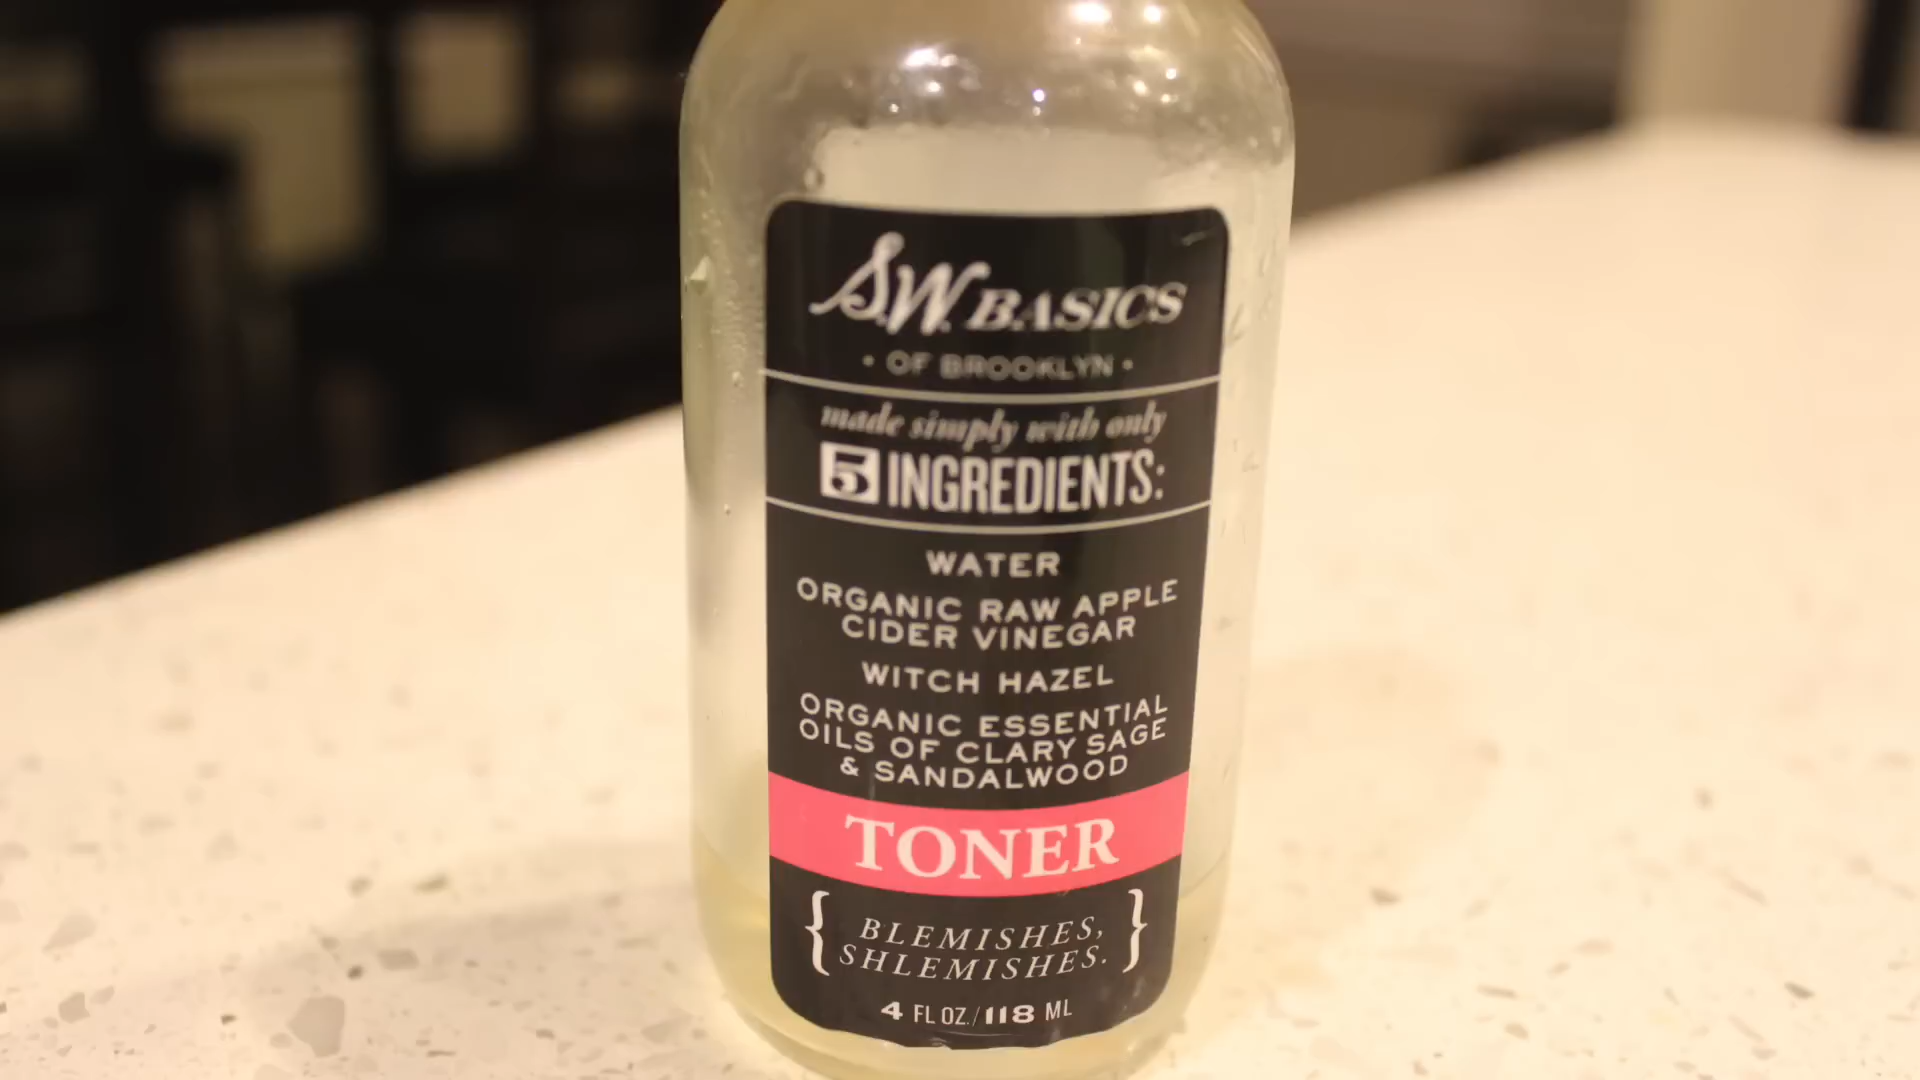 S.W. BASICS
• OF BROOKLYN •
made simply with only
5 INGREDIENTS:
WATER
ORGANIC RAW APPLE
CIDER VINEGAR
WITCH HAZEL
ORGANIC ESSENTIAL
OILS OF CLARY SAGE
& SANDALWOOD
TONER
{ BLEMISHES,
SHLEMISHES. }
4 FL OZ./118 ML